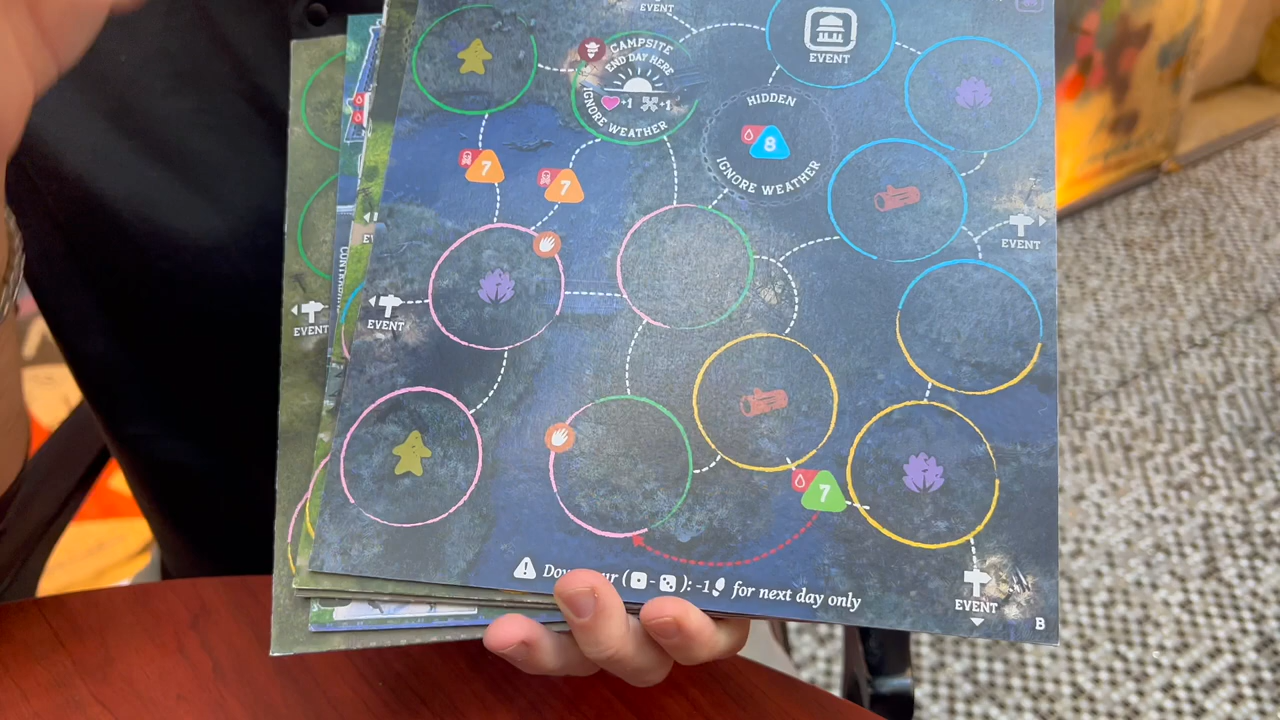 EVENT
EVENT
CAMPSITE
END DAY HERE
+1 +1
IGNORE WEATHER
HIDDEN
8
IGNORE WEATHER
7
7
EVENT
EVENT
EVENT
7
( - ): -1 for next day only
EVENT
B